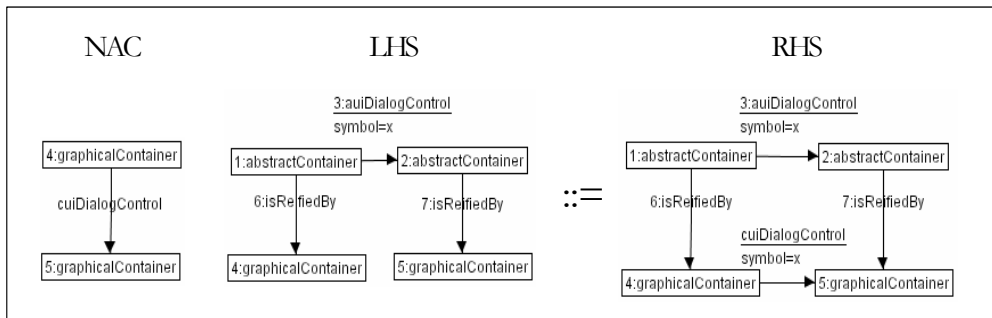 NAC
LHS
RHS
4:graphicalContainer
cuiDialogControl
5:graphicalContainer
3:auiDialogControl
symbol=x
1:abstractContainer
2:abstractContainer
6:isReifiedBy
7:isReifiedBy
4:graphicalContainer
5:graphicalContainer
::=
3:auiDialogControl
symbol=x
1:abstractContainer
2:abstractContainer
6:isReifiedBy
7:isReifiedBy
cuiDialogControl
symbol=x
4:graphicalContainer
5:graphicalContainer